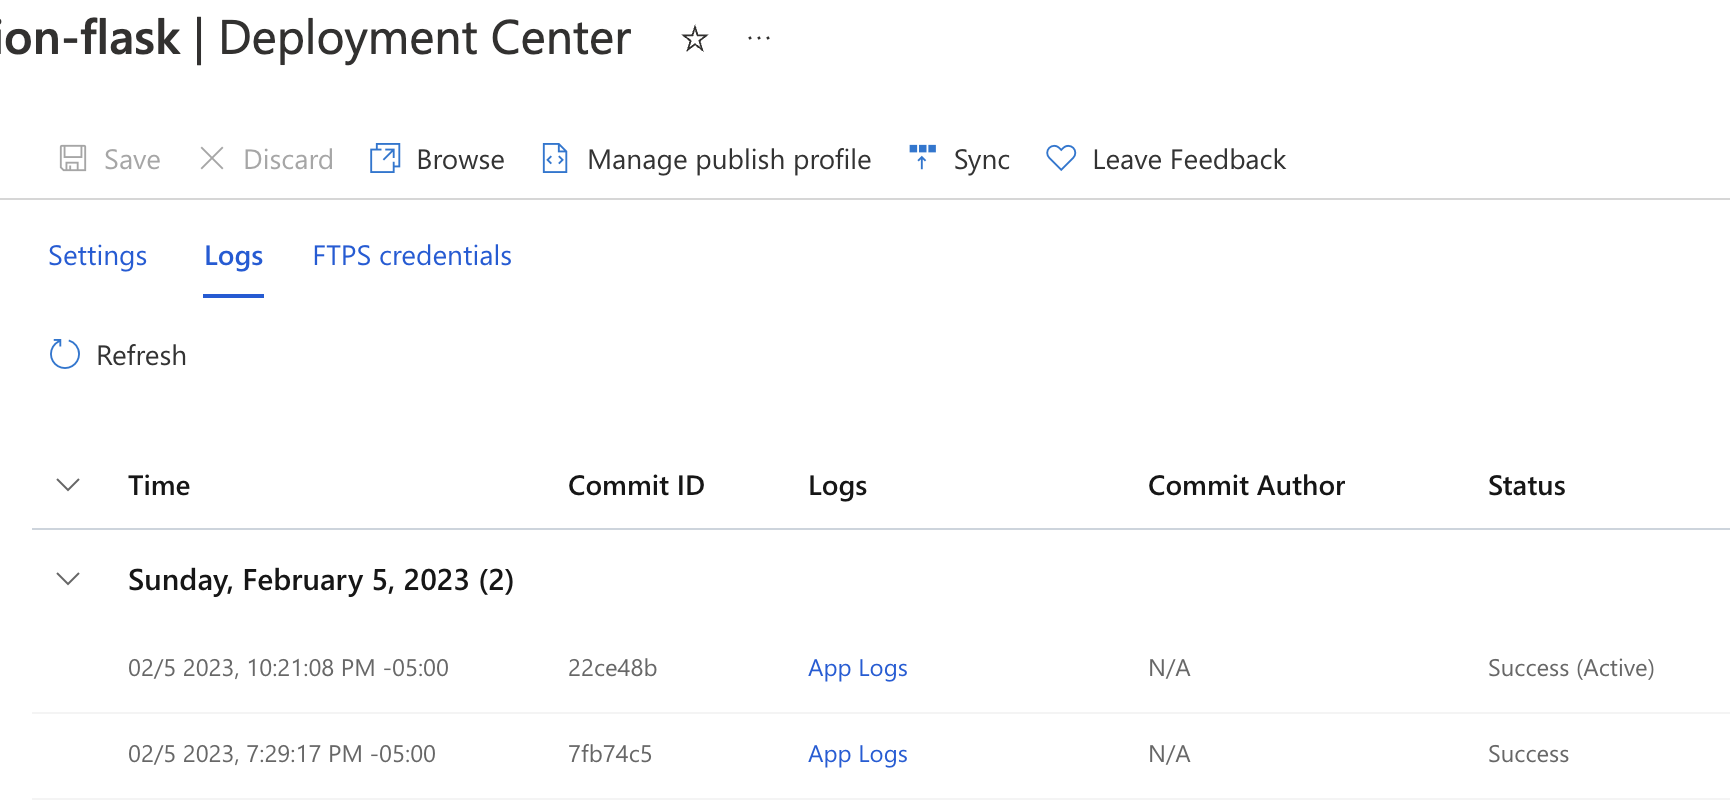 ion-flask | Deployment Center
Save Discard Browse Manage publish profile Sync Leave Feedback
Settings Logs FTPS credentials
Refresh
Time Commit ID Logs Commit Author Status
Sunday, February 5, 2023 (2)
02/5 2023, 10:21:08 PM -05:00 22ce48b App Logs N/A Success (Active)
02/5 2023, 7:29:17 PM -05:00 7fb74c5 App Logs N/A Success